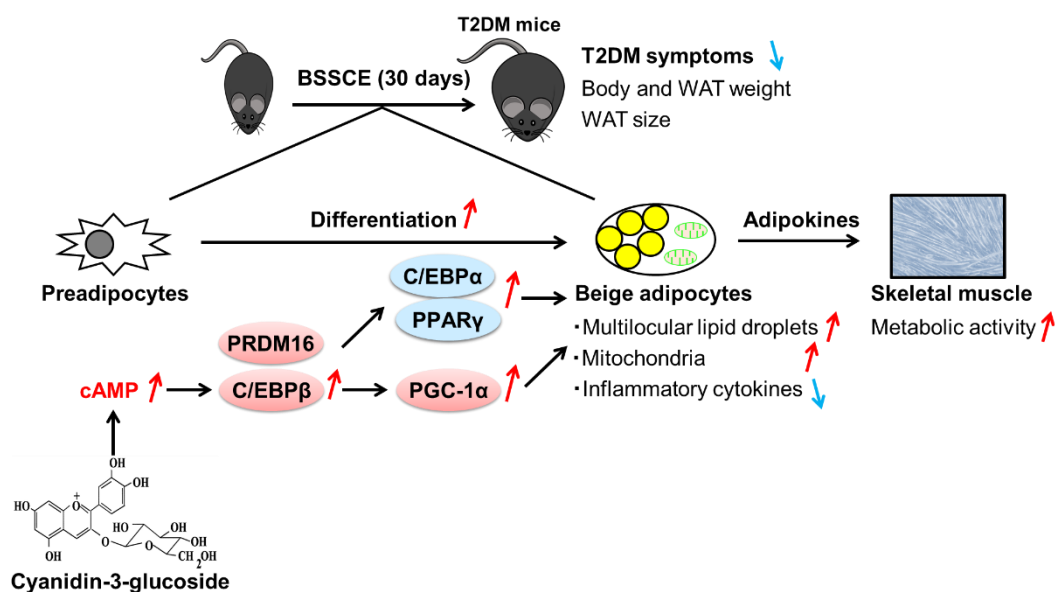 T2DM mice
BSSCE (30 days)
T2DM symptoms
Body and WAT weight
WAT size
Differentiation
Adipokines
Preadipocytes
C/EBPα
PPARγ
Beige adipocytes
・Multilocular lipid droplets
・Mitochondria
・Inflammatory cytokines
Skeletal muscle
Metabolic activity
PRDM16
C/EBPβ
PGC-1α
cAMP
OH
OH
HO
O
+
OH
O
HO
OH
O
OH
CH2OH
Cyanidin-3-glucoside